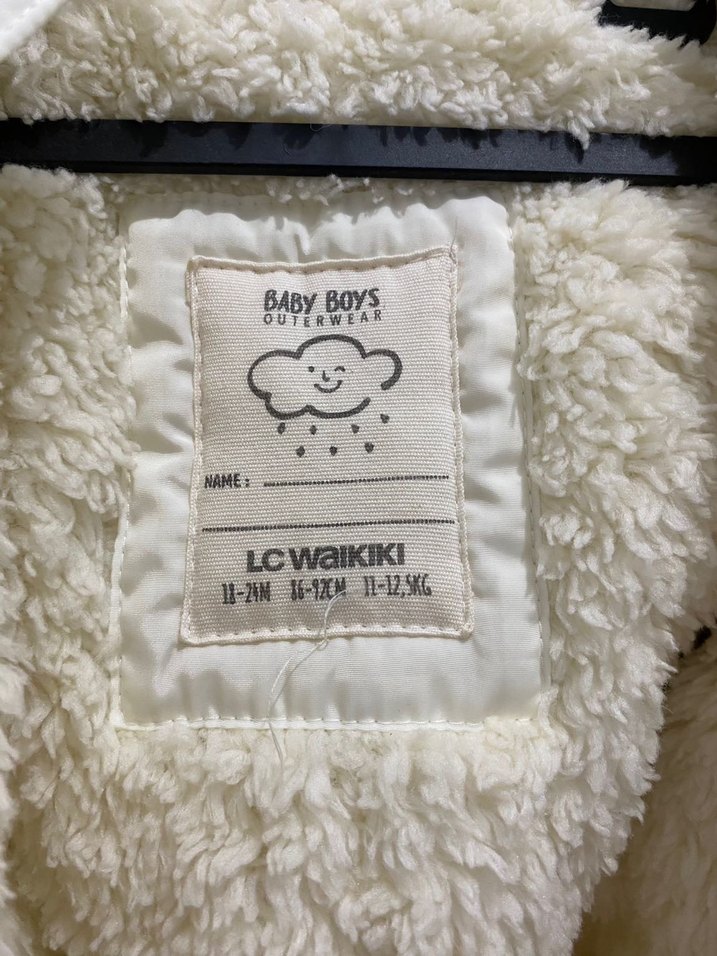 BABY BOYS
OUTERWEAR
NAME :
LC WAIKIKI
18-24M 86-92CM 11-12,5KG